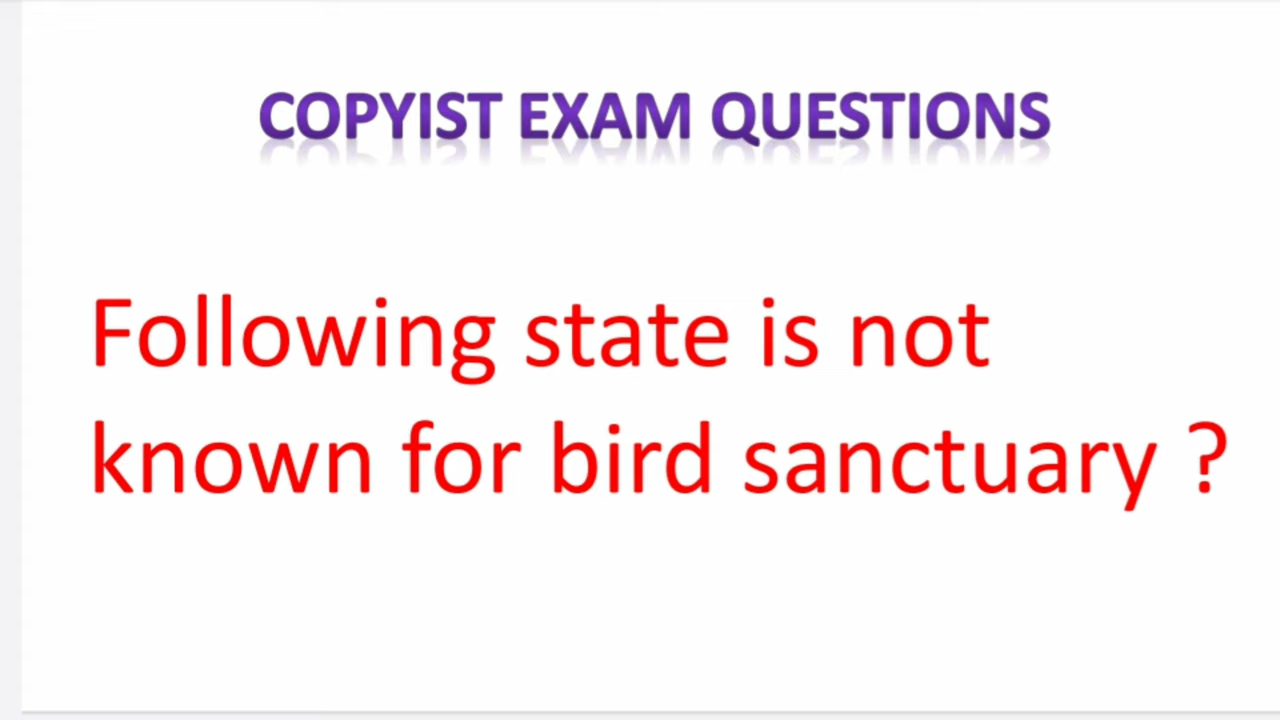 COPYIST EXAM QUESTIONS
Following state is not
known for bird sanctuary ?